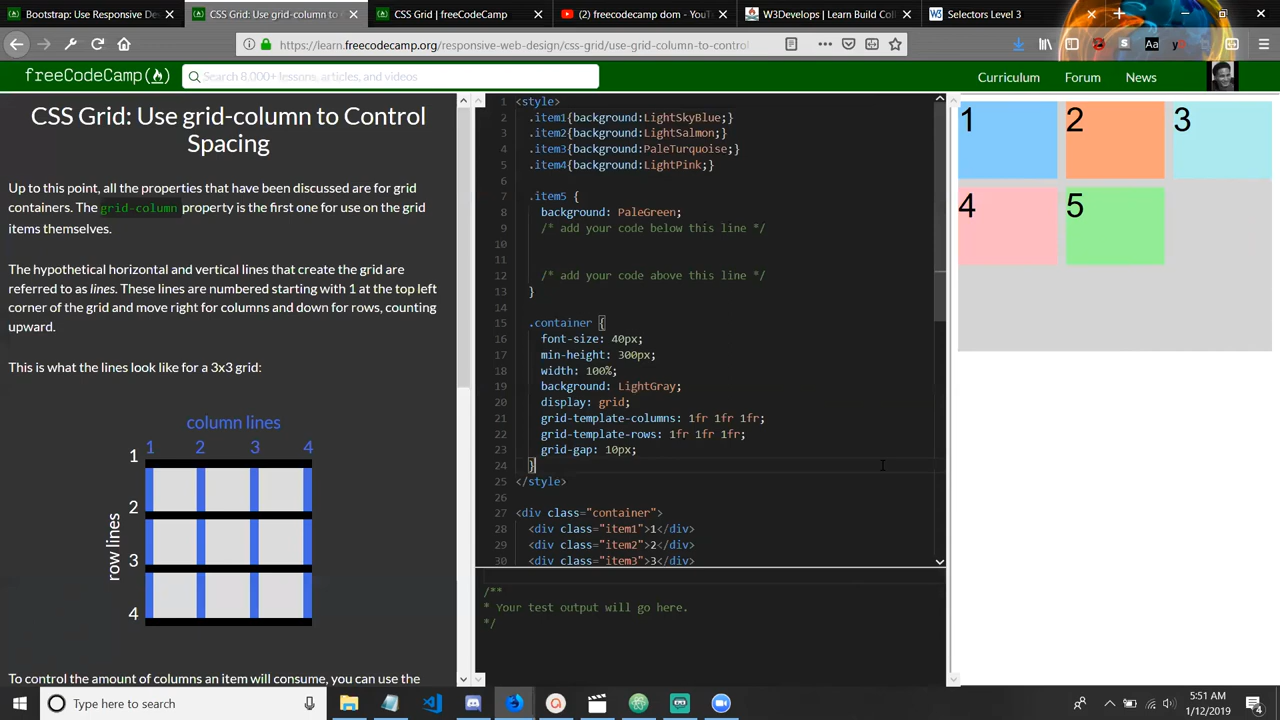 Bootstrap: Use Responsive De
CSS Grid: Use grid-column to C
CSS Grid | freeCodeCamp
(2) freecodecamp dom - YouT
W3Develops | Learn Build Coll
Selectors Level 3
https://learn.freecodecamp.org/responsive-web-design/css-grid/use-grid-column-to-control
freeCodeCamp
Search 8,000+ lessons, articles, and videos
Curriculum
Forum
News
CSS Grid: Use grid-column to Control
Spacing
Up to this point, all the properties that have been discussed are for grid
containers. The grid-column property is the first one for use on the grid
items themselves.
The hypothetical horizontal and vertical lines that create the grid are
referred to as lines. These lines are numbered starting with 1 at the top left
corner of the grid and move right for columns and down for rows, counting
upward.
This is what the lines look like for a 3x3 grid:
column lines
1 2 3 4
1
2
3
4
row lines
To control the amount of columns an item will consume, you can use the
1 <style>
2 .item1{background:LightSkyBlue;}
3 .item2{background:LightSalmon;}
4 .item3{background:PaleTurquoise;}
5 .item4{background:LightPink;}
6
7 .item5 {
8 background: PaleGreen;
9 /* add your code below this line */
10
11
12 /* add your code above this line */
13 }
14
15 .container {
16 font-size: 40px;
17 min-height: 300px;
18 width: 100%;
19 background: LightGray;
20 display: grid;
21 grid-template-columns: 1fr 1fr 1fr;
22 grid-template-rows: 1fr 1fr 1fr;
23 grid-gap: 10px;
24 }
25 </style>
26
27 <div class="container">
28 <div class="item1">1</div>
29 <div class="item2">2</div>
30 <div class="item3">3</div>
/**
* Your test output will go here.
*/
1 2 3
4 5
Type here to search
5:51 AM
1/12/2019
4